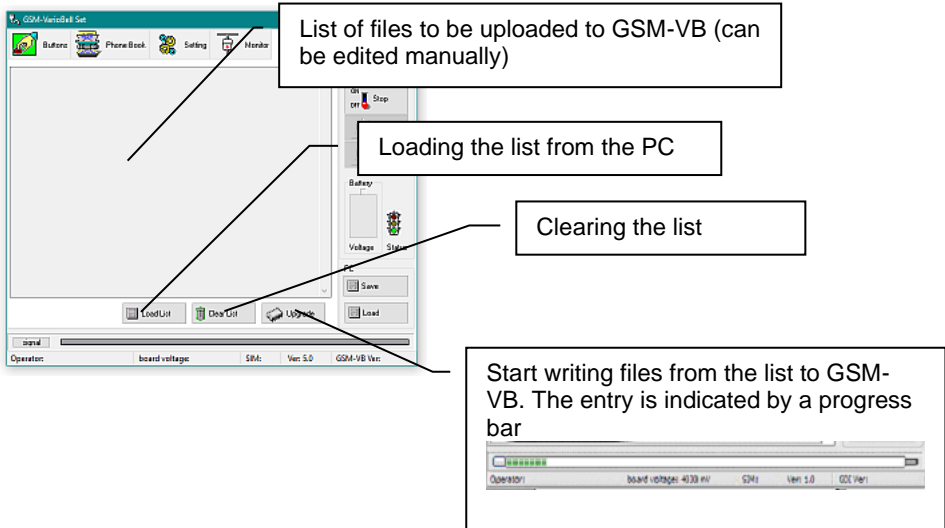 GSM-VarioBell Set
List of files to be uploaded to GSM-VB (can
be edited manually)
Buttons
Phone Book
Setting
Monitor
ON
OFF
Stop
Loading the list from the PC
Battery
Clearing the list
Voltage
Status
PC
Save
Load List
Clear List
Upgrade
Load
signal
Operator:
board voltage:
SIM:
Ver: 5.0
GSM-VB Ver:
Start writing files from the list to GSM-
VB. The entry is indicated by a progress
bar
Operator:
board voltage: 4030 mV
SIM:
Ver: 1.0
Ver: